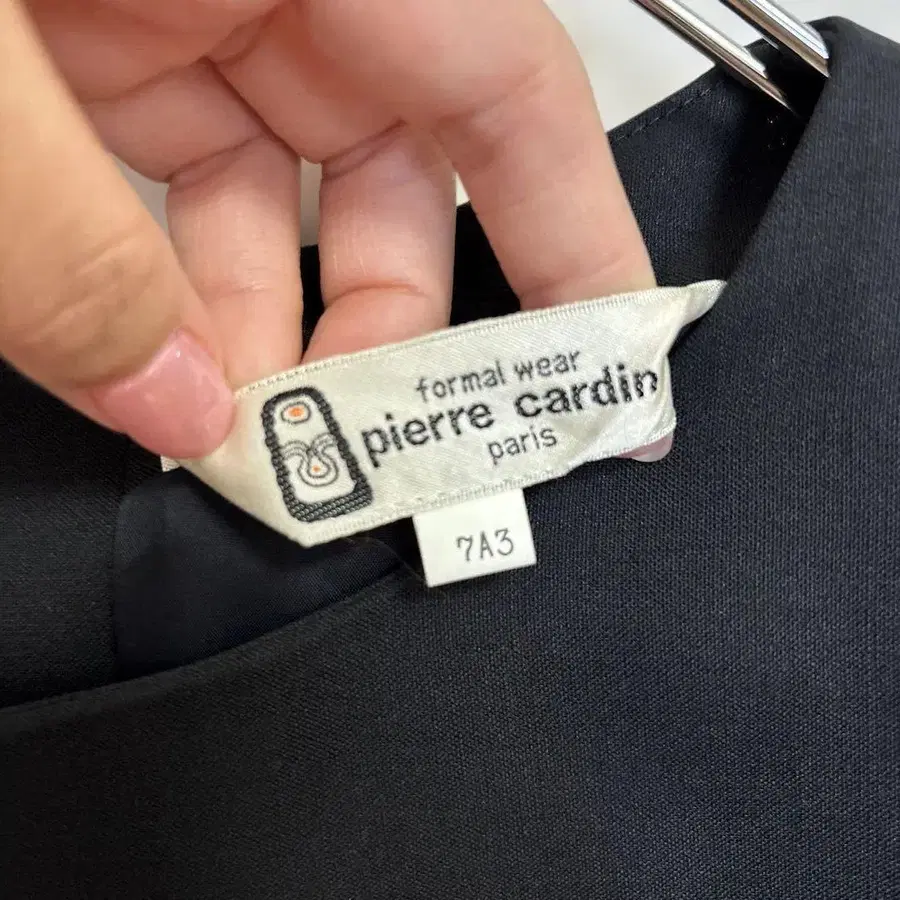 formal wear
pierre cardin
paris
7A3